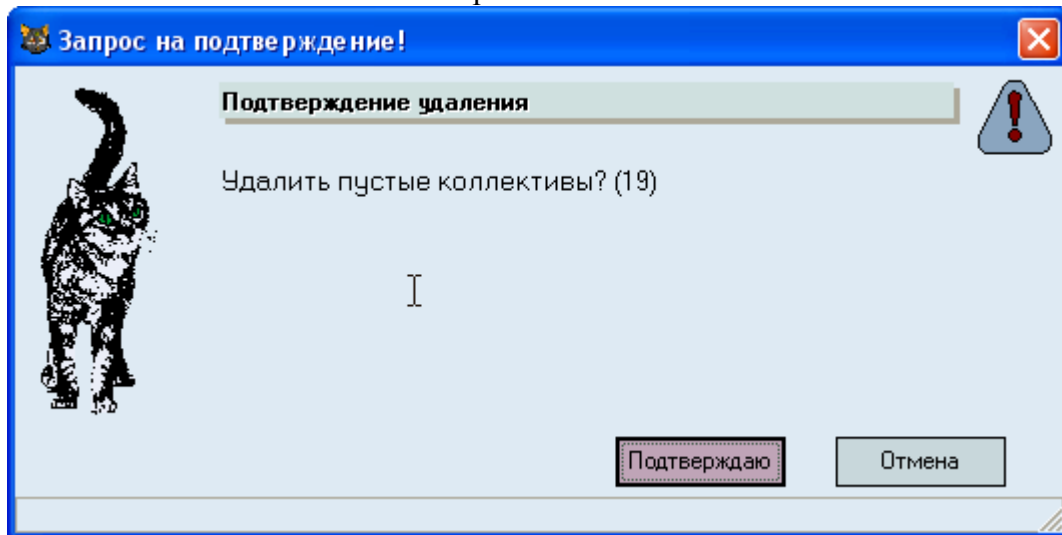 Запрос на подтверждение!
Подтверждение удаления
Удалить пустые коллективы? (19)
Подтверждаю
Отмена